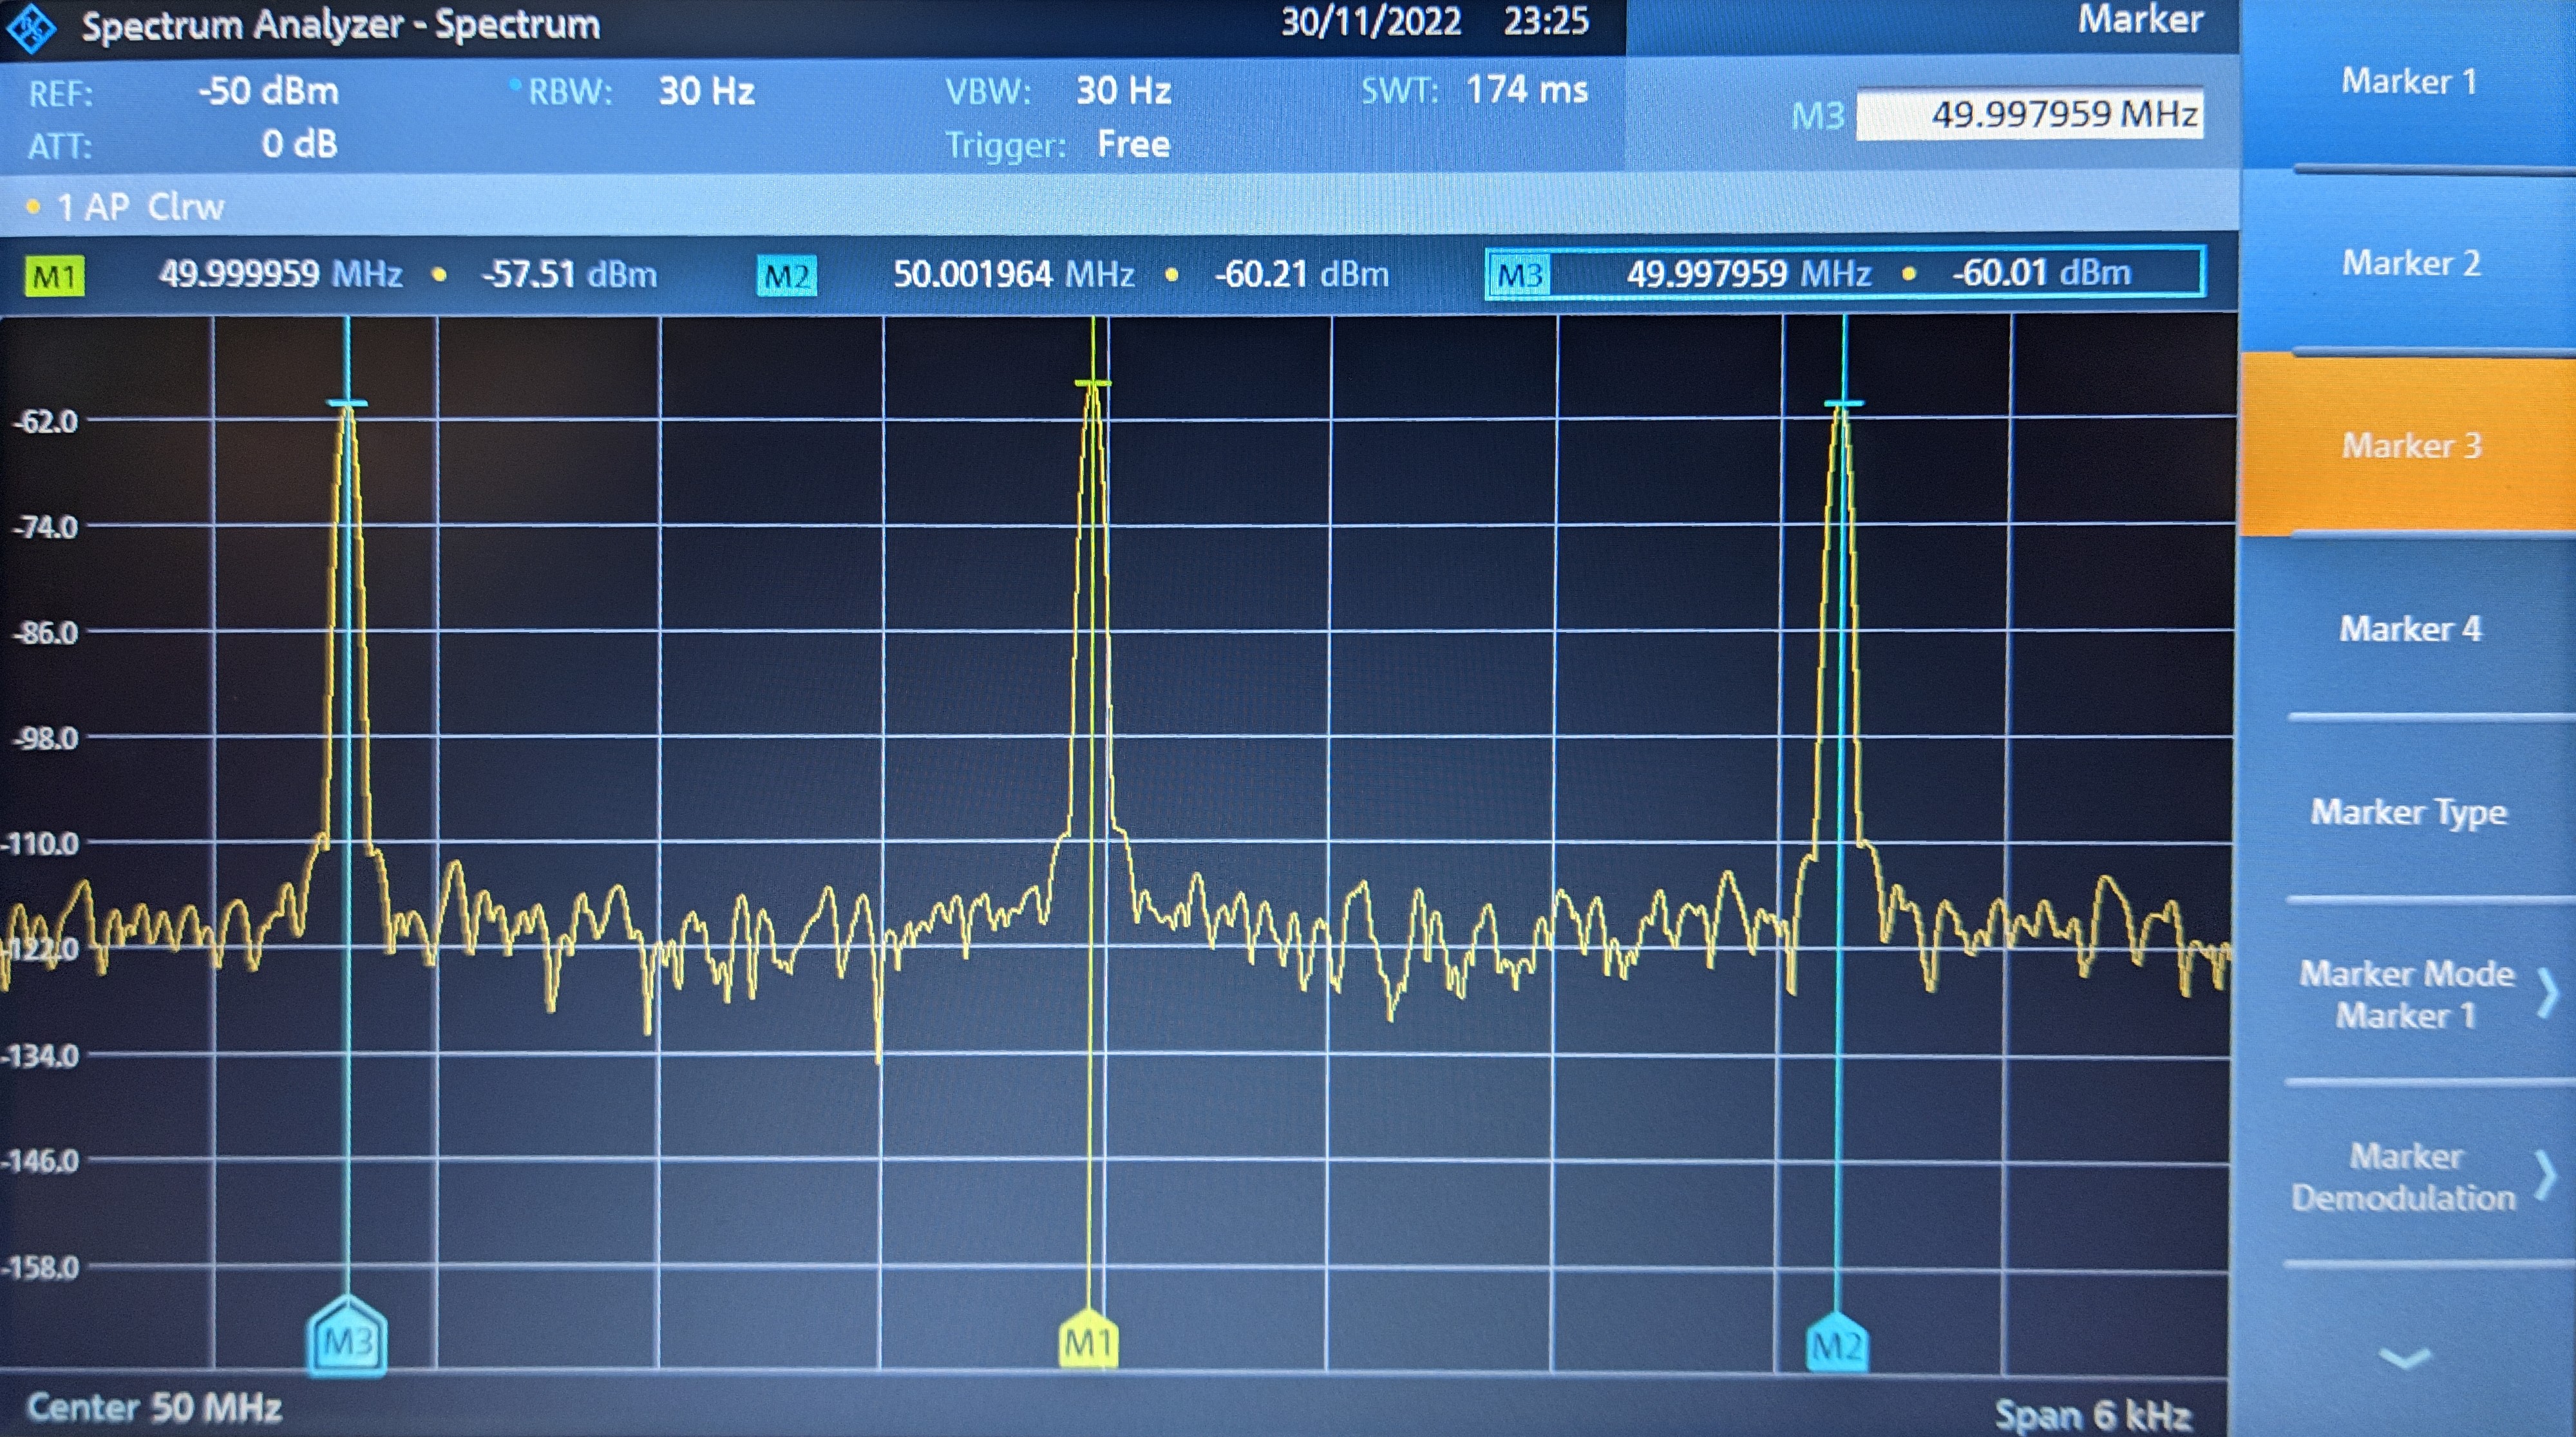 Spectrum Analyzer - Spectrum
30/11/2022 23:25
Marker
REF: -50 dBm
RBW: 30 Hz
VBW: 30 Hz
SWT: 174 ms
ATT: 0 dB
Trigger: Free
M3 49.997959 MHz
1 AP Clrw
M1 49.999959 MHz • -57.51 dBm
M2 50.001964 MHz • -60.21 dBm
M3 49.997959 MHz • -60.01 dBm
-62.0
-74.0
-86.0
-98.0
-110.0
-122.0
-134.0
-146.0
-158.0
M3
M1
M2
Center 50 MHz
Span 6 kHz
Marker 1
Marker 2
Marker 3
Marker 4
Marker Type
Marker Mode
Marker 1
Marker
Demodulation